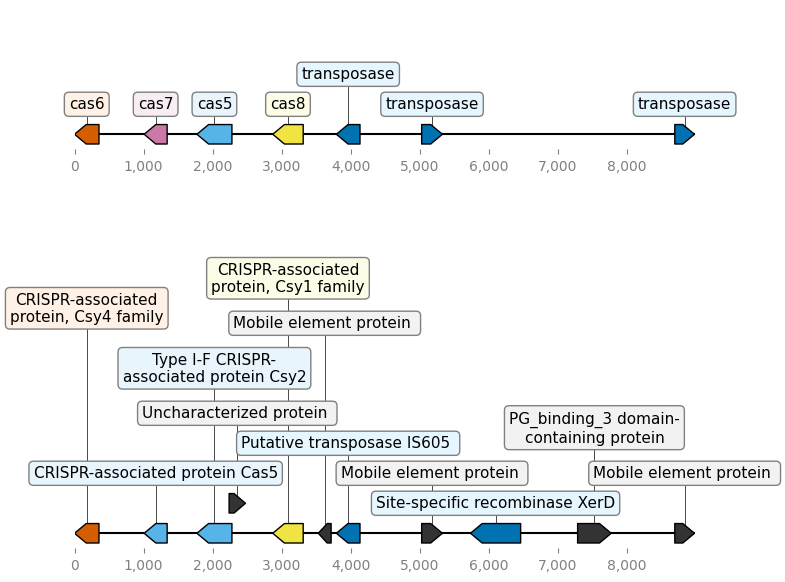 transposase
cas6
cas7
cas5
cas8
transposase
transposase
0
1,000
2,000
3,000
4,000
5,000
6,000
7,000
8,000
CRISPR-associated
protein, Csy1 family
CRISPR-associated
protein, Csy4 family
Mobile element protein
Type I-F CRISPR-
associated protein Csy2
Uncharacterized protein
PG_binding_3 domain-
containing protein
Putative transposase IS605
CRISPR-associated protein Cas5
Mobile element protein
Mobile element protein
Site-specific recombinase XerD
0
1,000
2,000
3,000
4,000
5,000
6,000
7,000
8,000